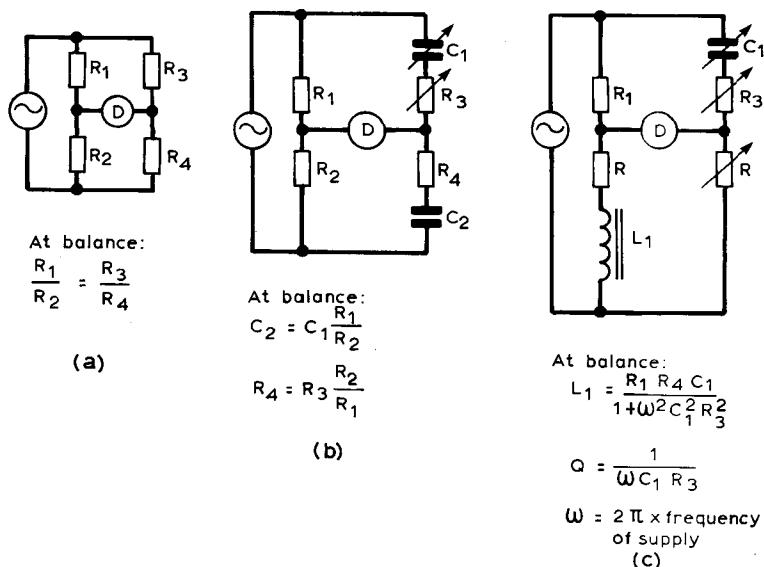 R1
R3
D
R2
R4
At balance:
R1/R2 = R3/R4
(a)
C1
R1
R3
D
R2
R4
C2
At balance:
C2 = C1 R1/R2
R4 = R3 R2/R1
(b)
C1
R1
R3
D
R
R
L1
At balance:
L1 = R1 R4 C1 / 1+ω²C1²R3²
Q = 1 / ωC1 R3
ω = 2π x frequency
of supply
(c)